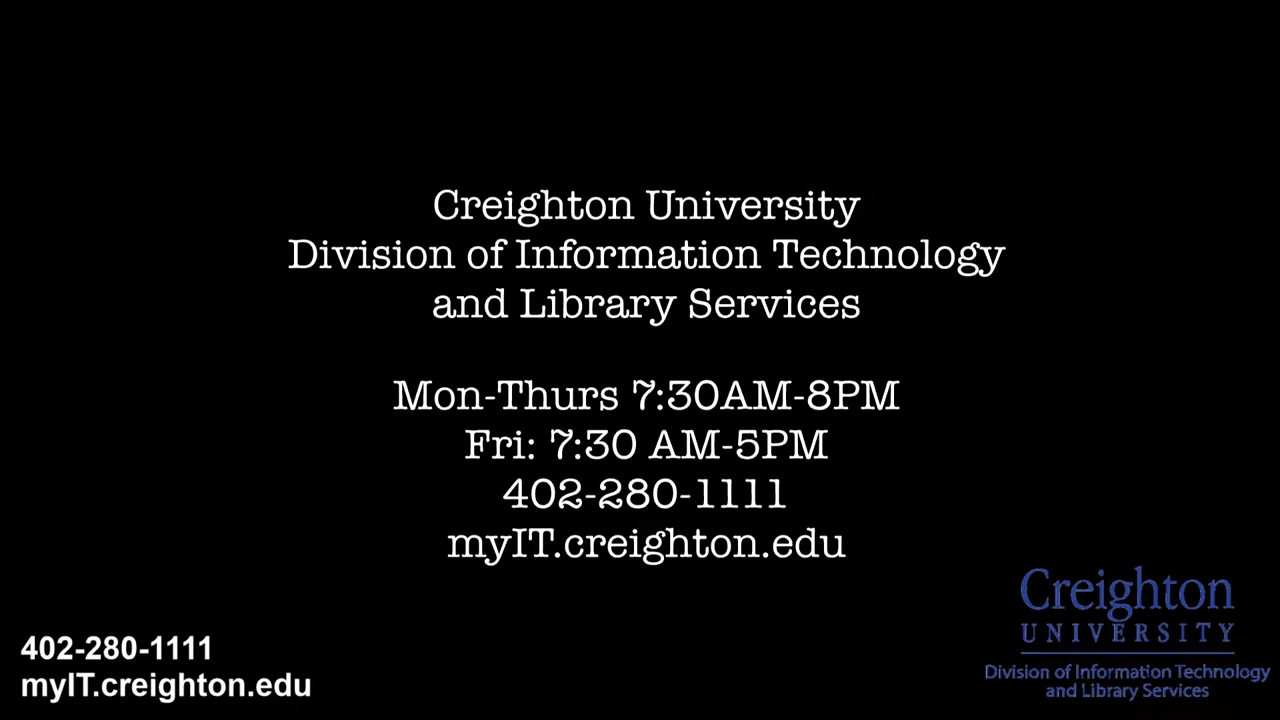 Creighton University
Division of Information Technology
and Library Services
Mon-Thurs 7:30AM-8PM
Fri: 7:30 AM-5PM
402-280-1111
myIT.creighton.edu
402-280-1111
myIT.creighton.edu
Creighton
UNIVERSITY
Division of Information Technology
and Library Services